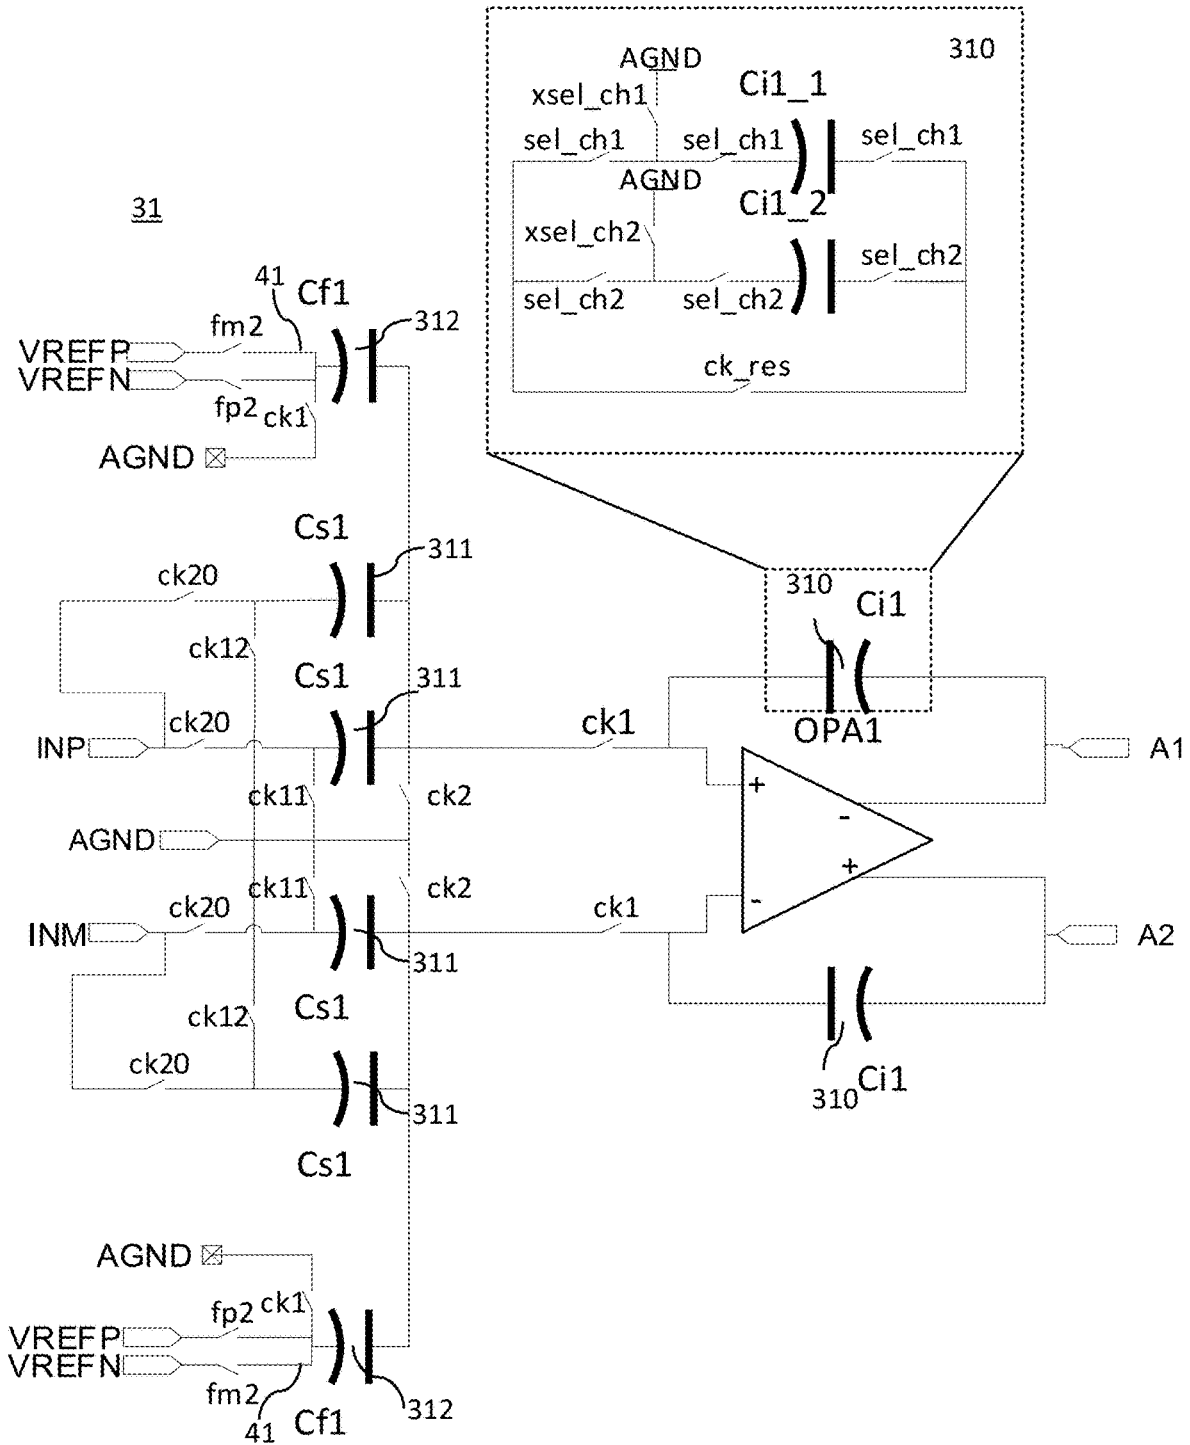 310
AGND
Ci1_1
xsel_ch1
sel_ch1
sel_ch1
sel_ch1
AGND
Ci1_2
xsel_ch2
sel_ch2
sel_ch2
sel_ch2
ck_res
31
41
Cf1
312
fm2
VREFP
VREFN
fp2
ck1
AGND
Cs1
311
ck20
ck12
Cs1
311
310
Ci1
INP
ck20
ck1
OPA1
A1
+
-
ck11
ck2
AGND
+
-
ck11
ck2
INM
ck20
ck1
A2
311
Cs1
ck12
ck20
311
310
Ci1
Cs1
AGND
ck1
fp2
VREFP
VREFN
fm2
41
Cf1
312